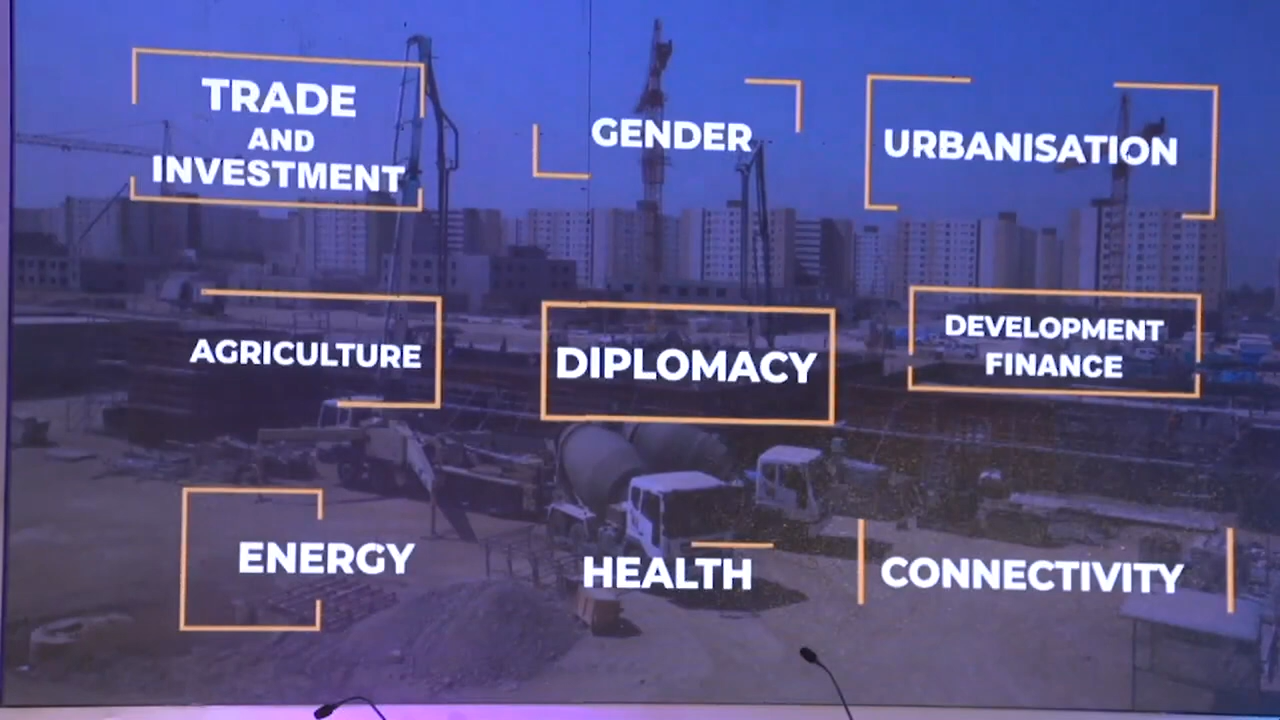 TRADE
AND
INVESTMENT
GENDER
URBANISATION
AGRICULTURE
DIPLOMACY
DEVELOPMENT
FINANCE
ENERGY
HEALTH
CONNECTIVITY